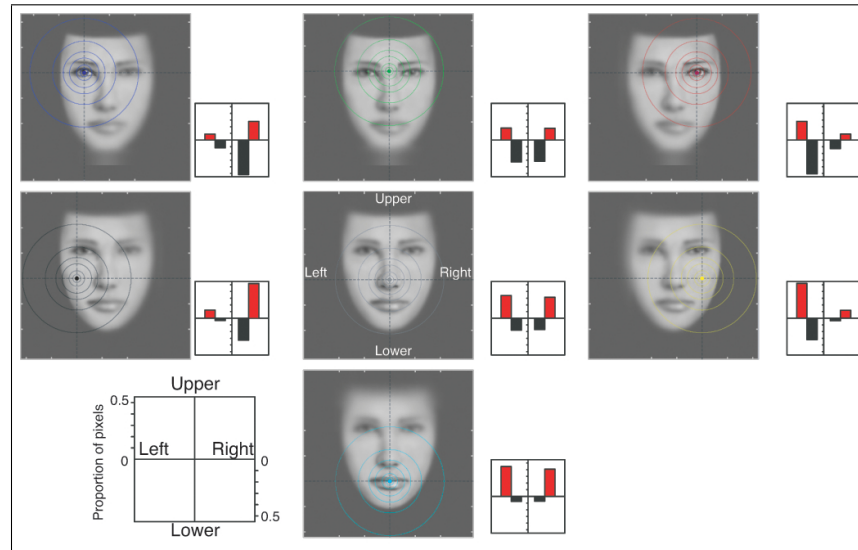 Upper
Left Right
Lower
Upper
0.5
Left Right
0 0
Proportion of pixels
0.5
Lower